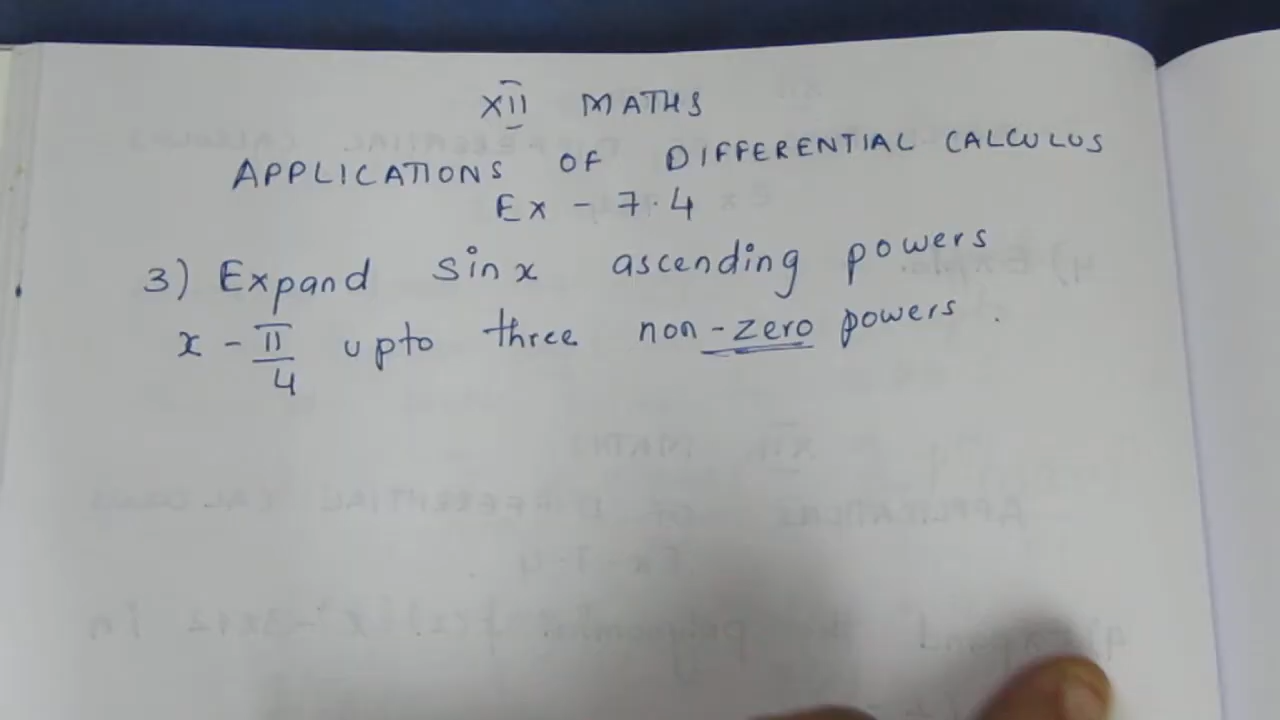 XII MATHS
APPLICATIONS OF DIFFERENTIAL CALCULUS
Ex - 7.4
3) Expand sin x ascending powers
x - π/4 upto three non-zero powers.